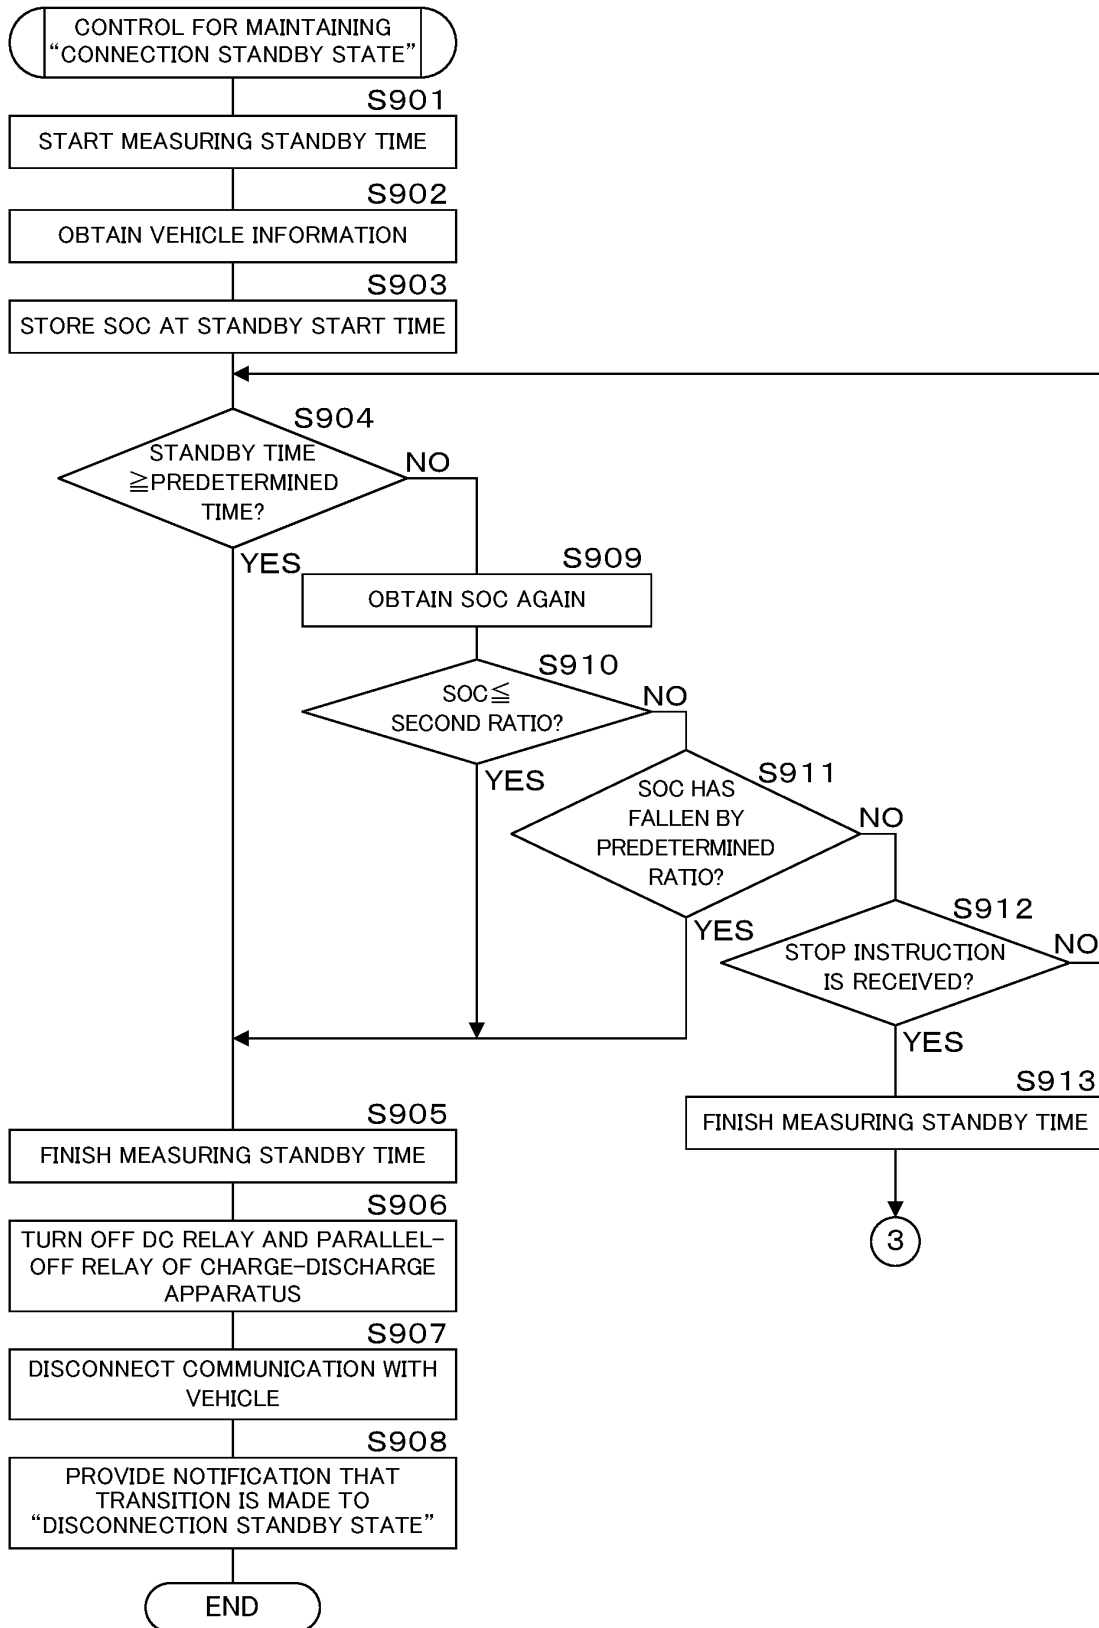 CONTROL FOR MAINTAINING
“CONNECTION STANDBY STATE”
S901
START MEASURING STANDBY TIME
S902
OBTAIN VEHICLE INFORMATION
S903
STORE SOC AT STANDBY START TIME
S904
STANDBY TIME
≧PREDETERMINED
TIME?
NO
YES
S909
OBTAIN SOC AGAIN
S910
SOC≦
SECOND RATIO?
NO
YES
S911
SOC HAS
FALLEN BY
PREDETERMINED
RATIO?
NO
YES
S912
STOP INSTRUCTION
IS RECEIVED?
NO
YES
S913
FINISH MEASURING STANDBY TIME
3
S905
FINISH MEASURING STANDBY TIME
S906
TURN OFF DC RELAY AND PARALLEL-
OFF RELAY OF CHARGE-DISCHARGE
APPARATUS
S907
DISCONNECT COMMUNICATION WITH
VEHICLE
S908
PROVIDE NOTIFICATION THAT
TRANSITION IS MADE TO
“DISCONNECTION STANDBY STATE”
END